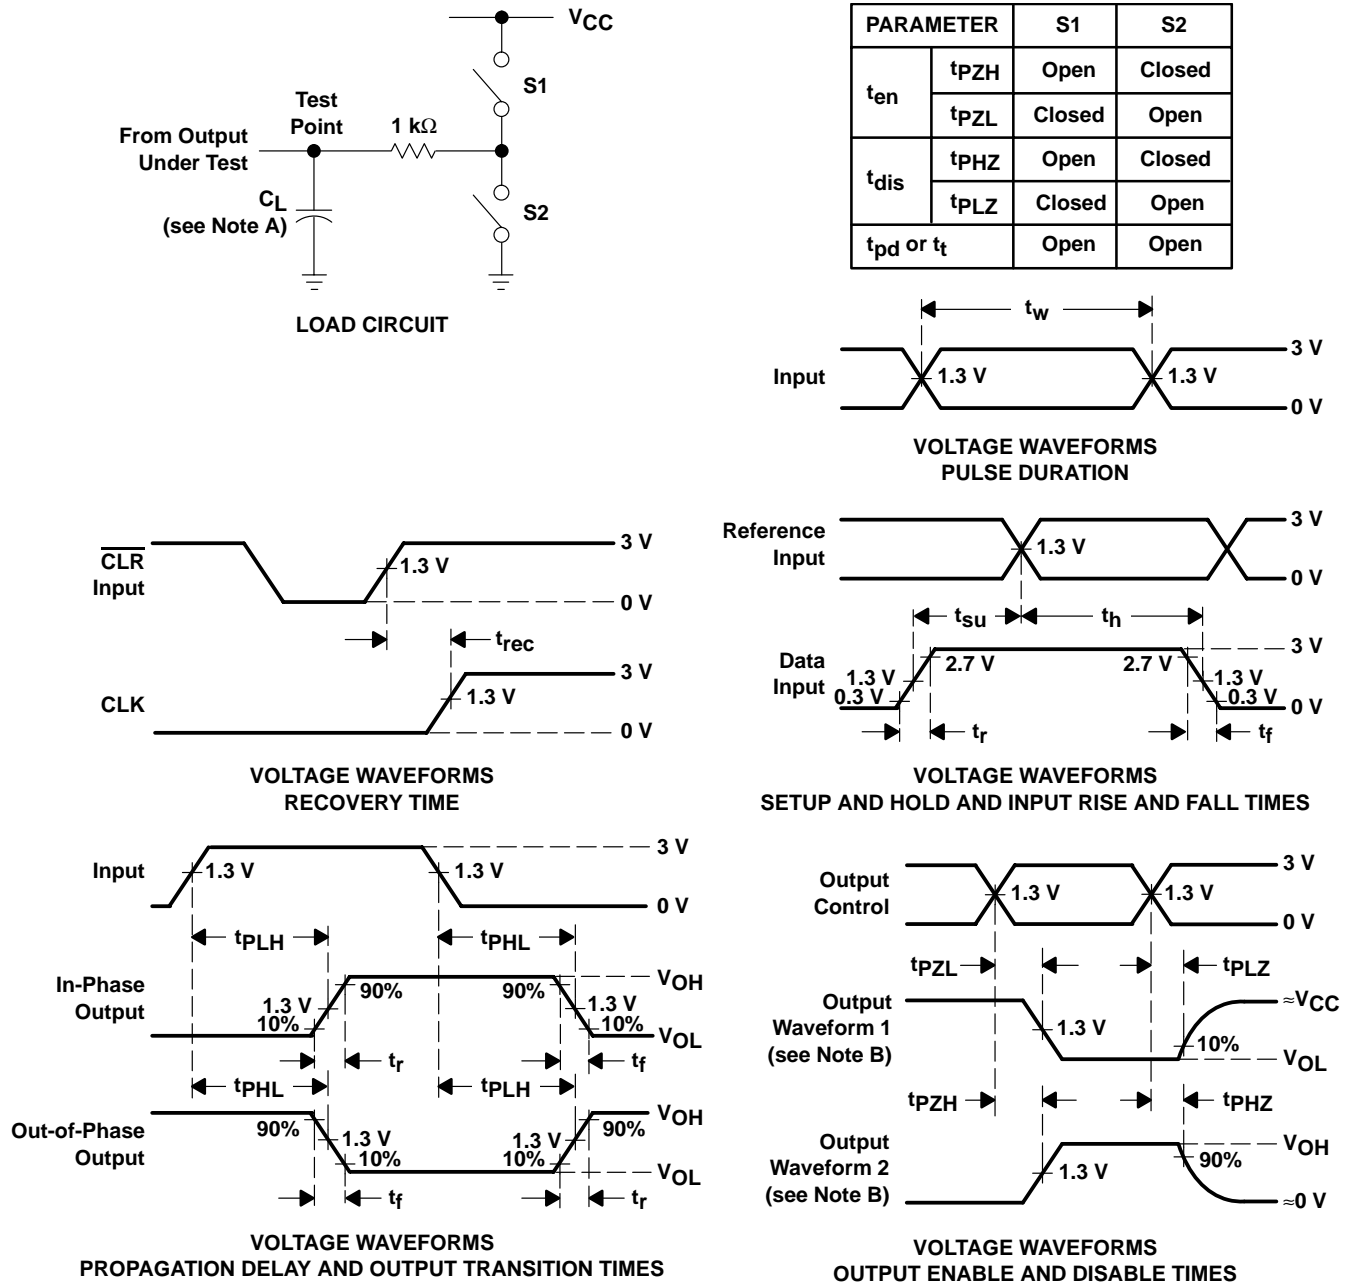 VCC
S1
Test
Point
1 kΩ
From Output
Under Test
CL
(see Note A)
S2
LOAD CIRCUIT
PARAMETER S1 S2
ten tPZH Open Closed
tPZL Closed Open
tdis tPHZ Open Closed
tPLZ Closed Open
tpd or tt Open Open
tw
3 V
Input 1.3 V 1.3 V
0 V
VOLTAGE WAVEFORMS
PULSE DURATION
CLR
Input
3 V
1.3 V
0 V
trec
3 V
CLK 1.3 V
0 V
VOLTAGE WAVEFORMS
RECOVERY TIME
Reference
Input
3 V
1.3 V
0 V
tsu th
Data
Input
3 V
2.7 V 2.7 V
1.3 V 1.3 V
0.3 V 0.3 V
0 V
tr tf
VOLTAGE WAVEFORMS
SETUP AND HOLD AND INPUT RISE AND FALL TIMES
3 V
Input 1.3 V 1.3 V
0 V
tPLH tPHL
In-Phase
Output
VOH
90% 90%
1.3 V 1.3 V
10% 10%
VOL
tr tf
tPHL tPLH
Out-of-Phase
Output
VOH
90% 90%
1.3 V 1.3 V
10% 10%
VOL
tf tr
VOLTAGE WAVEFORMS
PROPAGATION DELAY AND OUTPUT TRANSITION TIMES
Output
Control
3 V
1.3 V 1.3 V
0 V
tPZL tPLZ
Output
Waveform 1
(see Note B)
≈VCC
1.3 V
10%
VOL
tPZH tPHZ
Output
Waveform 2
(see Note B)
VOH
1.3 V
90%
≈0 V
VOLTAGE WAVEFORMS
OUTPUT ENABLE AND DISABLE TIMES